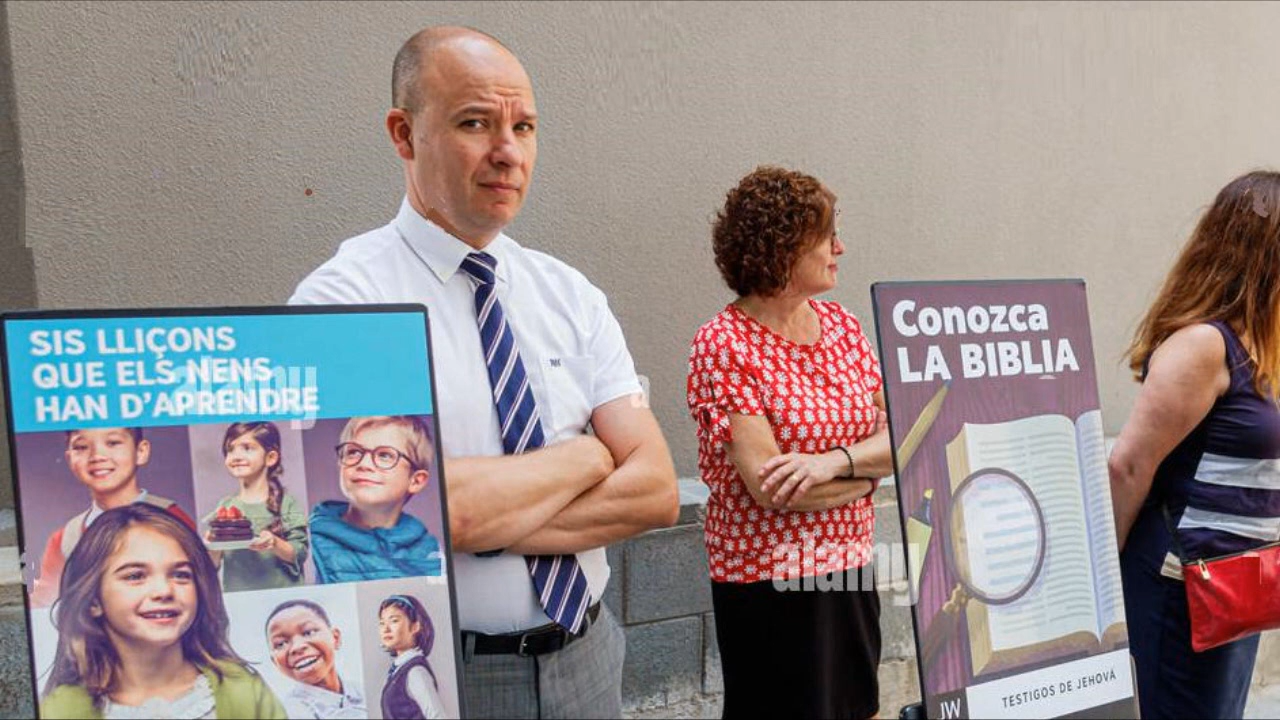 SIS LLIÇONS
QUE ELS NENS
HAN D'APRENDRE
alamy
Conozca
LA BIBLIA
alamy
TESTIGOS DE JEHOVÁ
JW